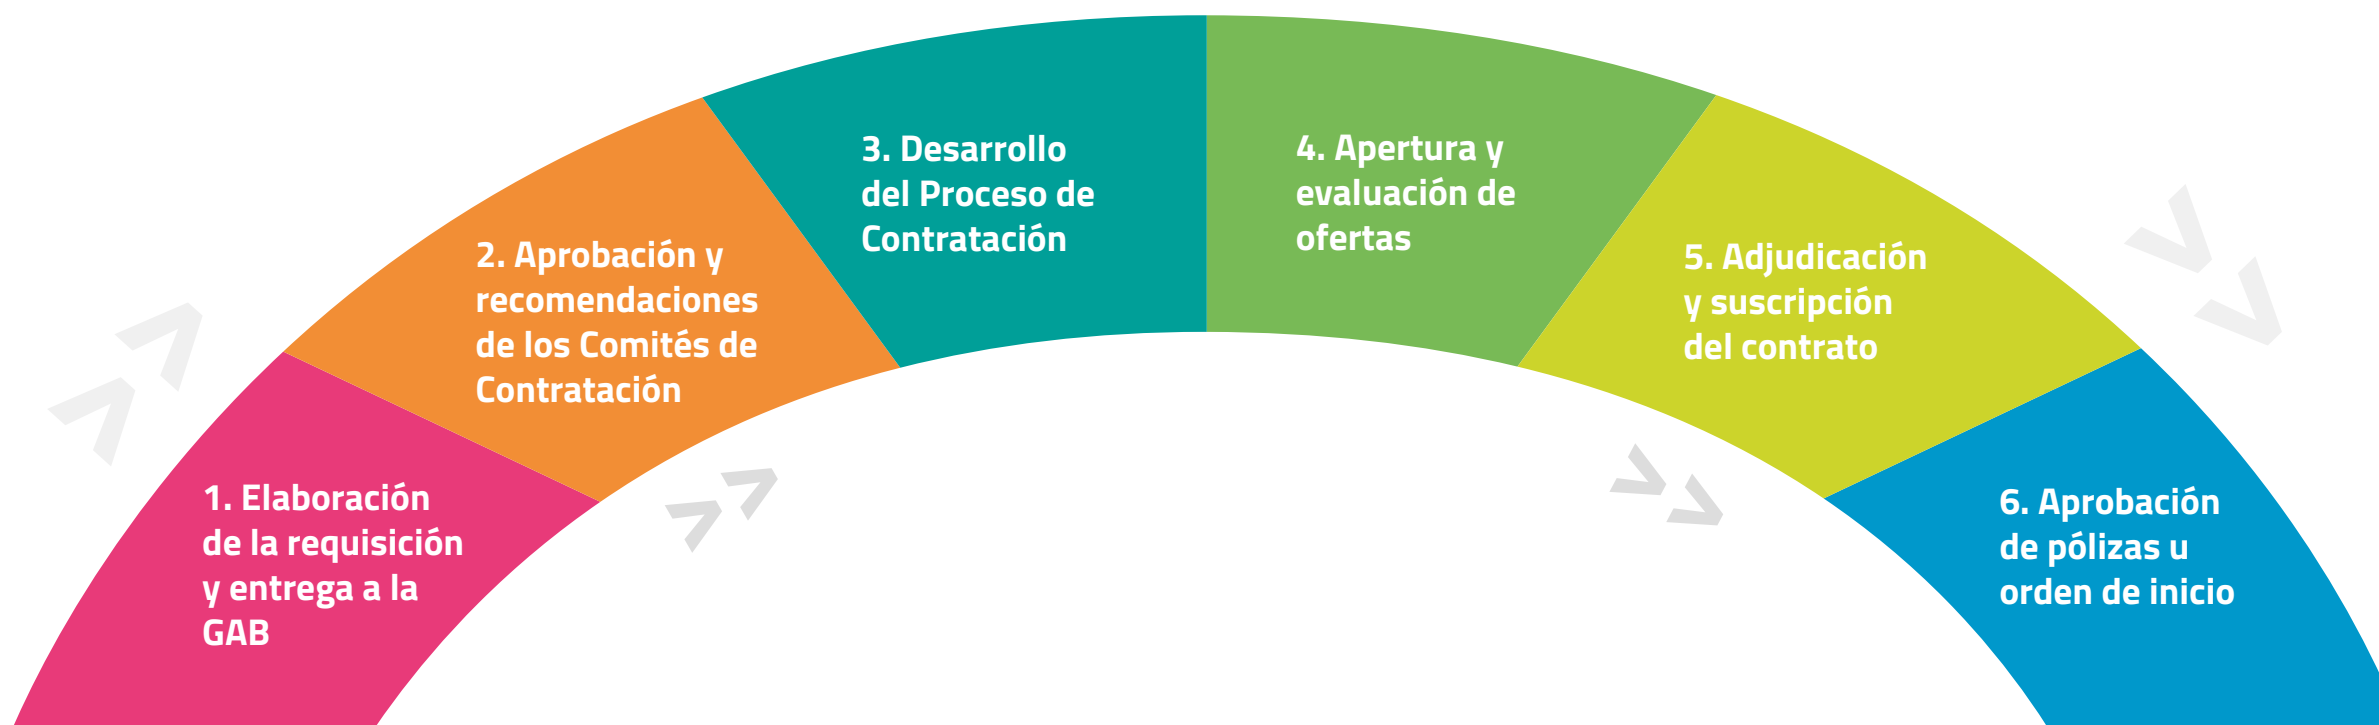 1. Elaboración
de la requisición
y entrega a la
GAB
2. Aprobación y
recomendaciones
de los Comités de
Contratación
3. Desarrollo
del Proceso de
Contratación
4. Apertura y
evaluación de
ofertas
5. Adjudicación
y suscripción
del contrato
6. Aprobación
de pólizas u
orden de inicio